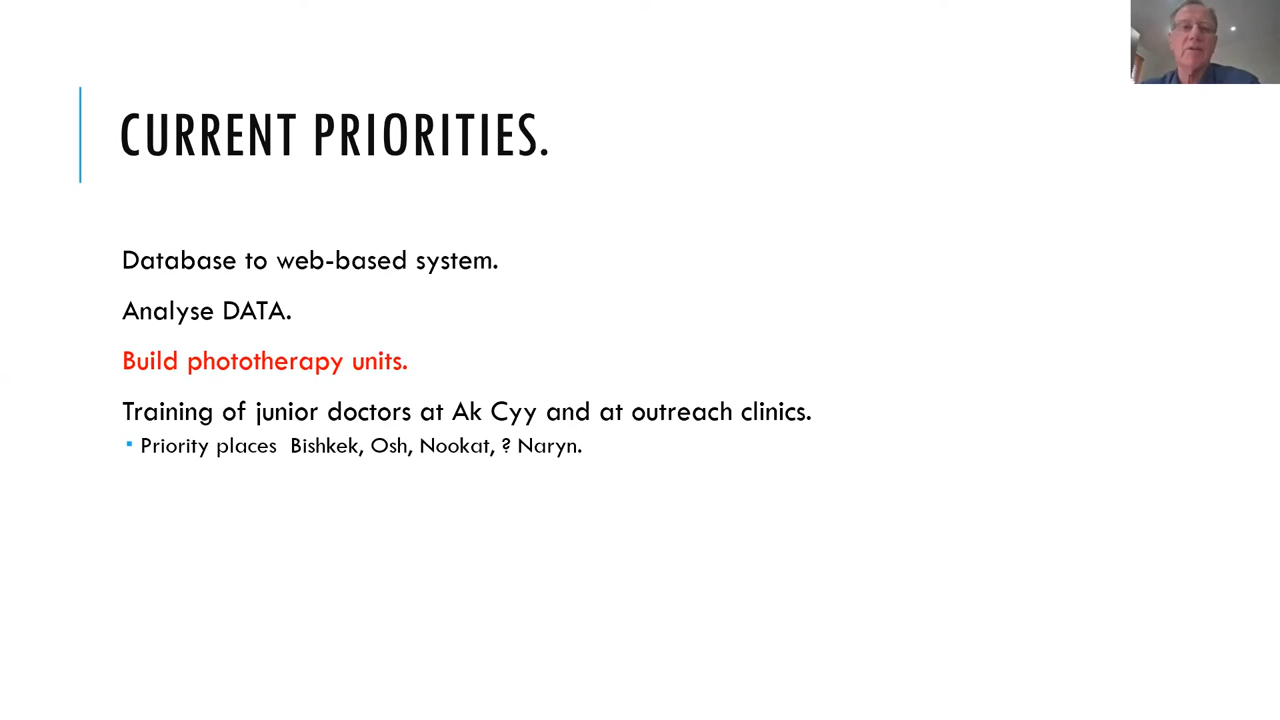 CURRENT PRIORITIES.
Database to web-based system.
Analyse DATA.
Build phototherapy units.
Training of junior doctors at Ak Cyy and at outreach clinics.
▪ Priority places Bishkek, Osh, Nookat, ? Naryn.